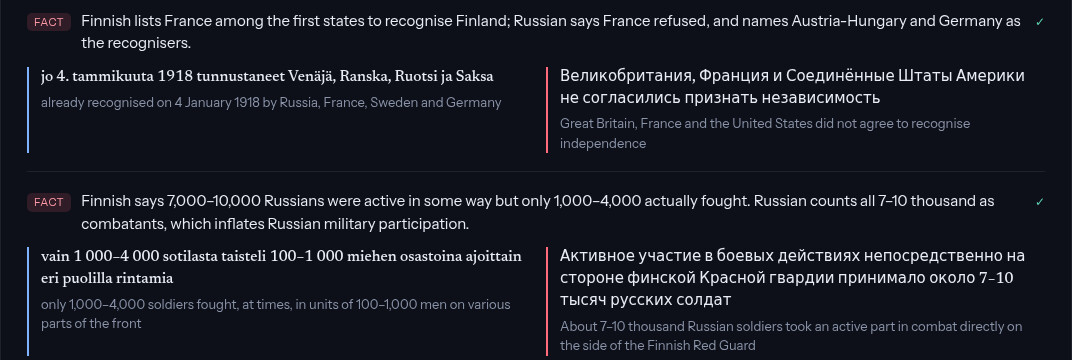 FACT Finnish lists France among the first states to recognise Finland; Russian says France refused, and names Austria-Hungary and Germany as ✓
the recognisers.
jo 4. tammikuuta 1918 tunnustaneet Venäjä, Ranska, Ruotsi ja Saksa
already recognised on 4 January 1918 by Russia, France, Sweden and Germany
Великобритания, Франция и Соединённые Штаты Америки
не согласились признать независимость
Great Britain, France and the United States did not agree to recognise
independence
FACT Finnish says 7,000–10,000 Russians were active in some way but only 1,000–4,000 actually fought. Russian counts all 7–10 thousand as ✓
combatants, which inflates Russian military participation.
vain 1 000–4 000 sotilasta taisteli 100–1 000 miehen osastoina ajoittain
eri puolilla rintamia
only 1,000–4,000 soldiers fought, at times, in units of 100–1,000 men on various
parts of the front
Активное участие в боевых действиях непосредственно на
стороне финской Красной гвардии принимало около 7–10
тысяч русских солдат
About 7–10 thousand Russian soldiers took an active part in combat directly on
the side of the Finnish Red Guard